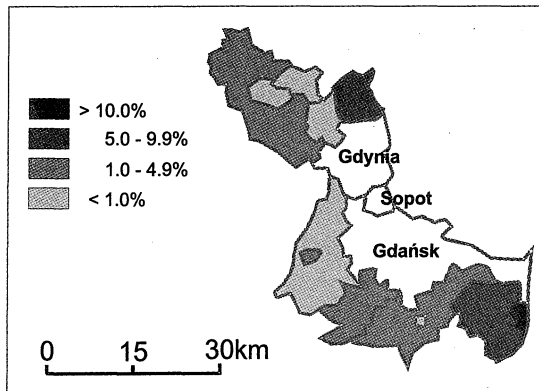 > 10.0%
5.0 - 9.9%
1.0 - 4.9%
< 1.0%
Gdynia
Sopot
Gdańsk
0 15 30km